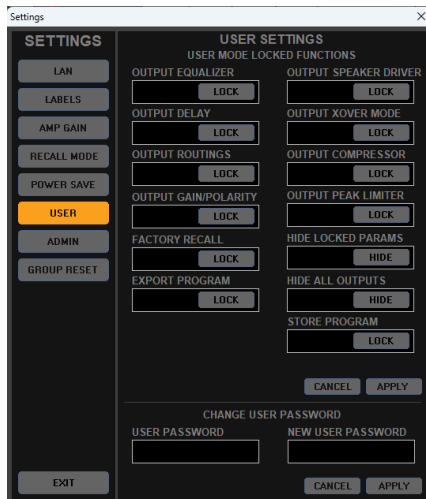 Settings
SETTINGS
LAN
LABELS
AMP GAIN
RECALL MODE
POWER SAVE
USER
ADMIN
GROUP RESET
EXIT
USER SETTINGS
USER MODE LOCKED FUNCTIONS
OUTPUT EQUALIZER OUTPUT SPEAKER DRIVER
LOCK LOCK
OUTPUT DELAY OUTPUT XOVER MODE
LOCK LOCK
OUTPUT ROUTINGS OUTPUT COMPRESSOR
LOCK LOCK
OUTPUT GAIN/POLARITY OUTPUT PEAK LIMITER
LOCK LOCK
FACTORY RECALL HIDE LOCKED PARAMS
LOCK HIDE
EXPORT PROGRAM HIDE ALL OUTPUTS
LOCK HIDE
STORE PROGRAM
LOCK
CANCEL APPLY
CHANGE USER PASSWORD
USER PASSWORD NEW USER PASSWORD
CANCEL APPLY